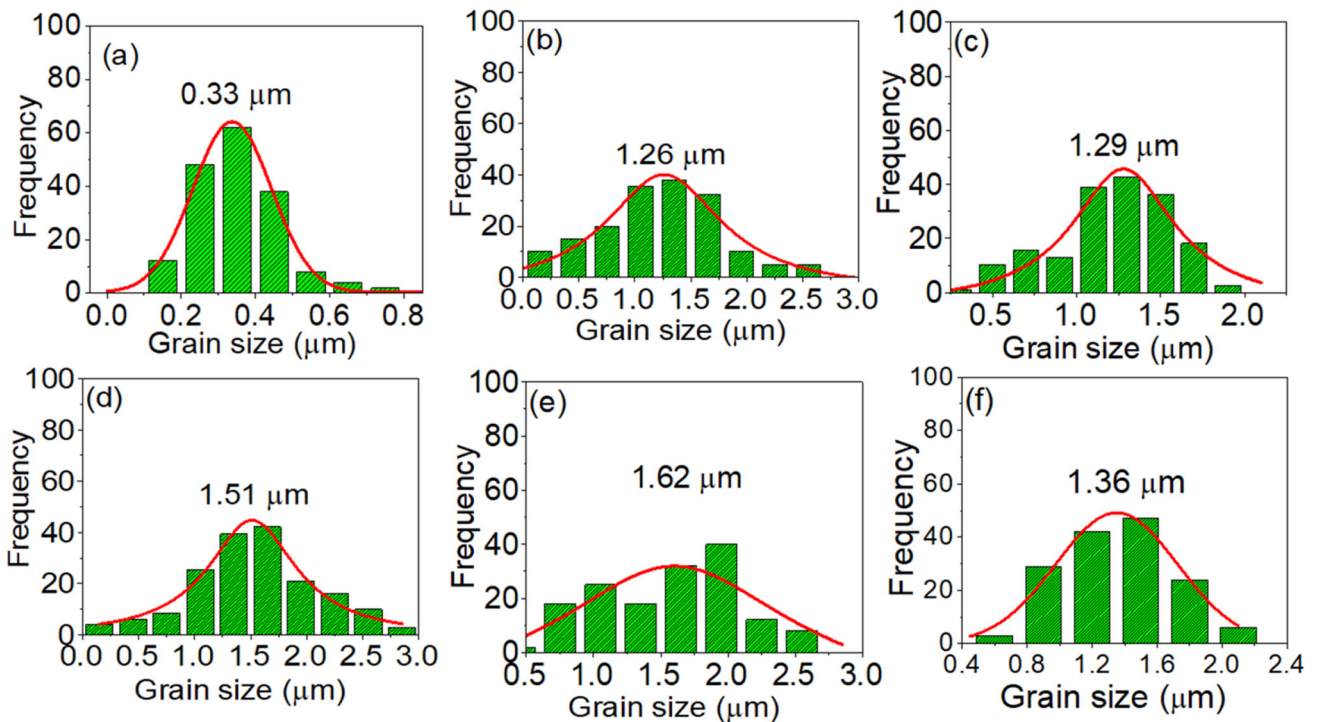 (a)
0.33 μm
Frequency
100
80
60
40
20
0
0.0 0.2 0.4 0.6 0.8
Grain size (μm)
(b)
1.26 μm
Frequency
100
80
60
40
20
0
0.0 0.5 1.0 1.5 2.0 2.5 3.0
Grain size (μm)
(c)
1.29 μm
Frequency
100
80
60
40
20
0
0.5 1.0 1.5 2.0
Grain size (μm)
(d)
1.51 μm
Frequency
100
80
60
40
20
0
0.0 0.5 1.0 1.5 2.0 2.5 3.0
Grain size (μm)
(e)
1.62 μm
Frequency
100
80
60
40
20
0
0.5 1.0 1.5 2.0 2.5 3.0
Grain size (μm)
(f)
1.36 μm
Frequency
100
80
60
40
20
0
0.4 0.8 1.2 1.6 2.0 2.4
Grain size (μm)